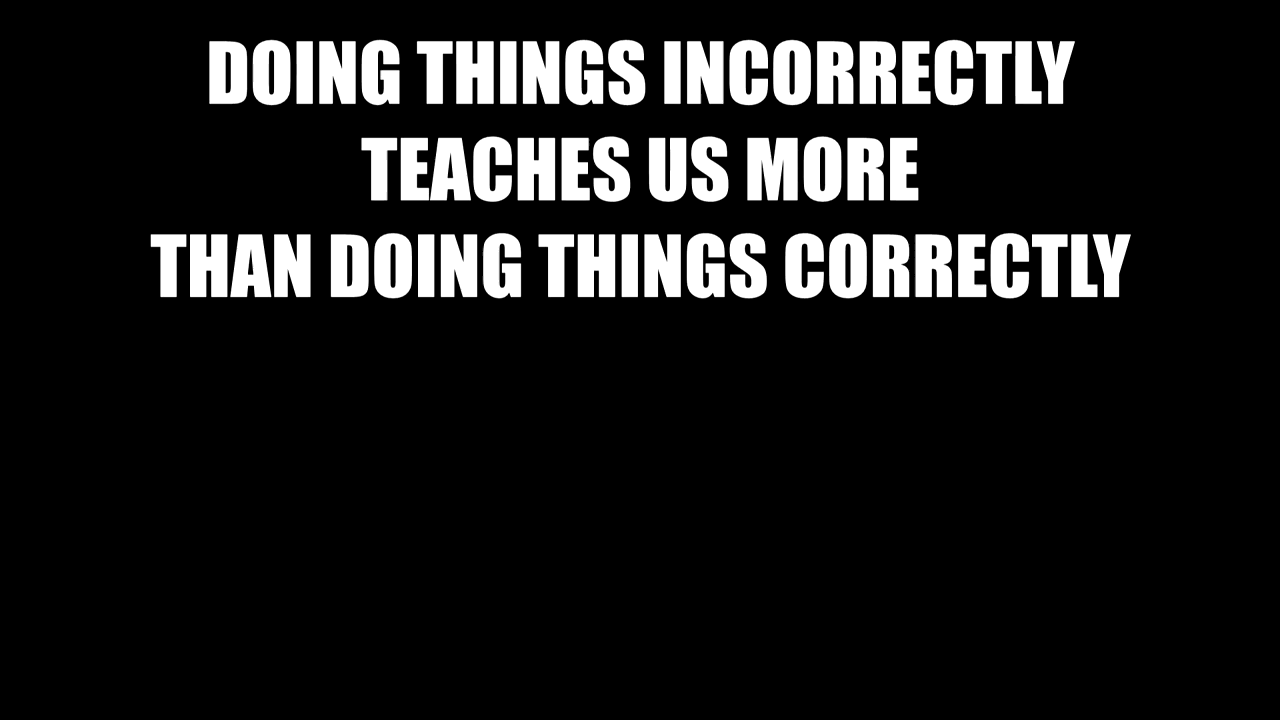 DOING THINGS INCORRECTLY
TEACHES US MORE
THAN DOING THINGS CORRECTLY